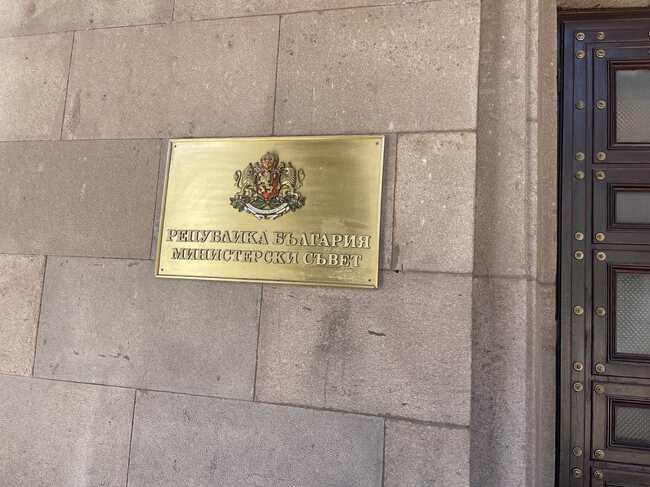 РЕПУБЛИКА БЪЛГАРИЯ
МИНИСТЕРСКИ СЪВЕТ